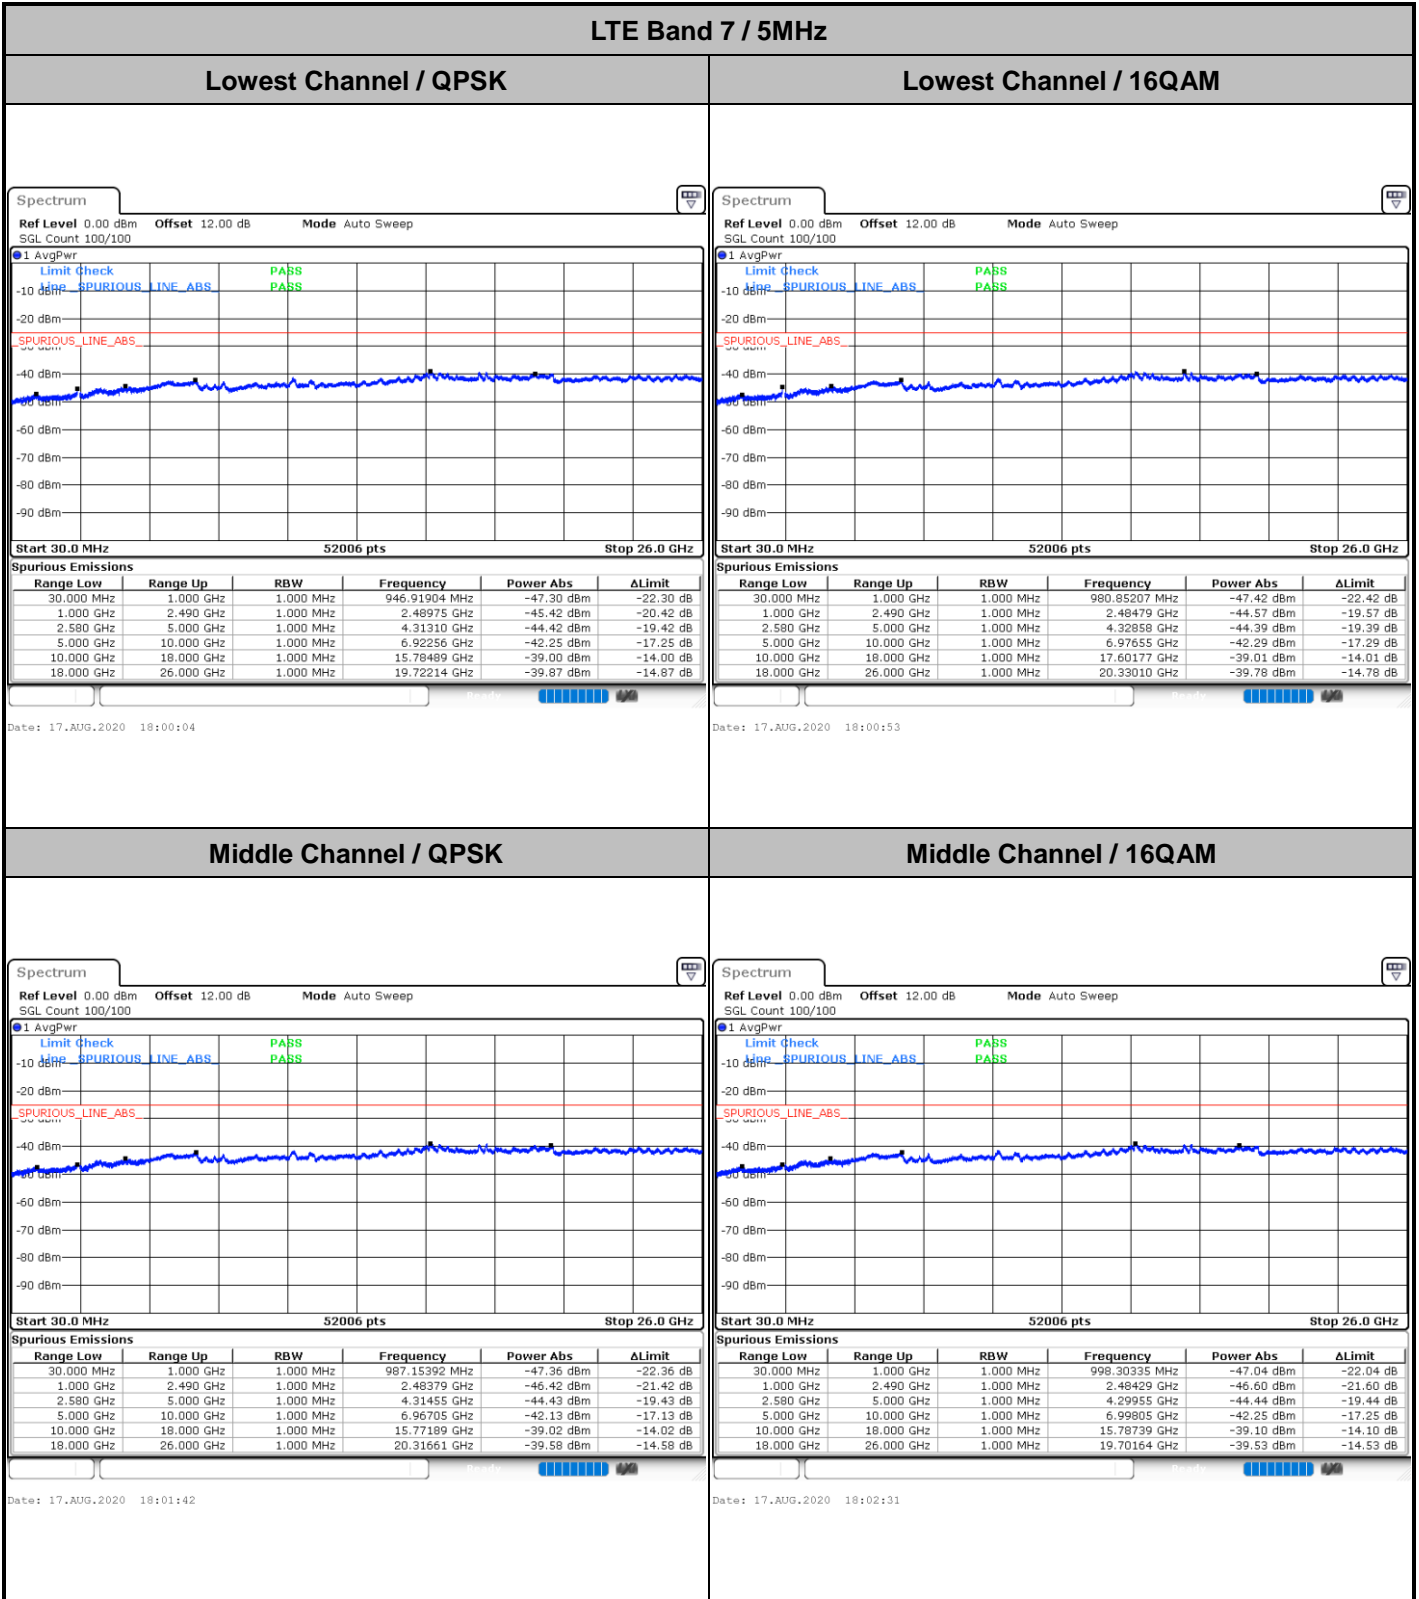 LTE Band 7 / 5MHz
Lowest Channel / QPSK
Lowest Channel / 16QAM
Spectrum
Ref Level 0.00 dBm Offset 12.00 dB Mode Auto Sweep
SGL Count 100/100
1 AvgPwr
Limit Check PASS
-10 dBm Line _SPURIOUS_LINE_ABS_ PASS
-20 dBm
_SPURIOUS_LINE_ABS_
-30 dBm
-40 dBm
-50 dBm
-60 dBm
-70 dBm
-80 dBm
-90 dBm
Start 30.0 MHz 52006 pts Stop 26.0 GHz
Spurious Emissions
Range Low Range Up RBW Frequency Power Abs ΔLimit
30.000 MHz 1.000 GHz 1.000 MHz 946.91904 MHz -47.30 dBm -22.30 dB
1.000 GHz 2.490 GHz 1.000 MHz 2.48975 GHz -45.42 dBm -20.42 dB
2.580 GHz 5.000 GHz 1.000 MHz 4.31310 GHz -44.42 dBm -19.42 dB
5.000 GHz 10.000 GHz 1.000 MHz 6.92256 GHz -42.25 dBm -17.25 dB
10.000 GHz 18.000 GHz 1.000 MHz 15.78489 GHz -39.00 dBm -14.00 dB
18.000 GHz 26.000 GHz 1.000 MHz 19.72214 GHz -39.87 dBm -14.87 dB
Ready
Date: 17.AUG.2020 18:00:04
Spectrum
Ref Level 0.00 dBm Offset 12.00 dB Mode Auto Sweep
SGL Count 100/100
1 AvgPwr
Limit Check PASS
-10 dBm Line _SPURIOUS_LINE_ABS_ PASS
-20 dBm
_SPURIOUS_LINE_ABS_
-30 dBm
-40 dBm
-50 dBm
-60 dBm
-70 dBm
-80 dBm
-90 dBm
Start 30.0 MHz 52006 pts Stop 26.0 GHz
Spurious Emissions
Range Low Range Up RBW Frequency Power Abs ΔLimit
30.000 MHz 1.000 GHz 1.000 MHz 980.85207 MHz -47.42 dBm -22.42 dB
1.000 GHz 2.490 GHz 1.000 MHz 2.48479 GHz -44.57 dBm -19.57 dB
2.580 GHz 5.000 GHz 1.000 MHz 4.32858 GHz -44.39 dBm -19.39 dB
5.000 GHz 10.000 GHz 1.000 MHz 6.97655 GHz -42.29 dBm -17.29 dB
10.000 GHz 18.000 GHz 1.000 MHz 17.60177 GHz -39.01 dBm -14.01 dB
18.000 GHz 26.000 GHz 1.000 MHz 20.33010 GHz -39.78 dBm -14.78 dB
Ready
Date: 17.AUG.2020 18:00:53
Middle Channel / QPSK
Middle Channel / 16QAM
Spectrum
Ref Level 0.00 dBm Offset 12.00 dB Mode Auto Sweep
SGL Count 100/100
1 AvgPwr
Limit Check PASS
-10 dBm Line _SPURIOUS_LINE_ABS_ PASS
-20 dBm
_SPURIOUS_LINE_ABS_
-30 dBm
-40 dBm
-50 dBm
-60 dBm
-70 dBm
-80 dBm
-90 dBm
Start 30.0 MHz 52006 pts Stop 26.0 GHz
Spurious Emissions
Range Low Range Up RBW Frequency Power Abs ΔLimit
30.000 MHz 1.000 GHz 1.000 MHz 987.15392 MHz -47.36 dBm -22.36 dB
1.000 GHz 2.490 GHz 1.000 MHz 2.48379 GHz -46.42 dBm -21.42 dB
2.580 GHz 5.000 GHz 1.000 MHz 4.31455 GHz -44.43 dBm -19.43 dB
5.000 GHz 10.000 GHz 1.000 MHz 6.96705 GHz -42.13 dBm -17.13 dB
10.000 GHz 18.000 GHz 1.000 MHz 15.77189 GHz -39.02 dBm -14.02 dB
18.000 GHz 26.000 GHz 1.000 MHz 20.31661 GHz -39.58 dBm -14.58 dB
Ready
Date: 17.AUG.2020 18:01:42
Spectrum
Ref Level 0.00 dBm Offset 12.00 dB Mode Auto Sweep
SGL Count 100/100
1 AvgPwr
Limit Check PASS
-10 dBm Line _SPURIOUS_LINE_ABS_ PASS
-20 dBm
_SPURIOUS_LINE_ABS_
-30 dBm
-40 dBm
-50 dBm
-60 dBm
-70 dBm
-80 dBm
-90 dBm
Start 30.0 MHz 52006 pts Stop 26.0 GHz
Spurious Emissions
Range Low Range Up RBW Frequency Power Abs ΔLimit
30.000 MHz 1.000 GHz 1.000 MHz 998.30335 MHz -47.04 dBm -22.04 dB
1.000 GHz 2.490 GHz 1.000 MHz 2.48429 GHz -46.60 dBm -21.60 dB
2.580 GHz 5.000 GHz 1.000 MHz 4.29955 GHz -44.44 dBm -19.44 dB
5.000 GHz 10.000 GHz 1.000 MHz 6.99805 GHz -42.25 dBm -17.25 dB
10.000 GHz 18.000 GHz 1.000 MHz 15.78739 GHz -39.10 dBm -14.10 dB
18.000 GHz 26.000 GHz 1.000 MHz 19.70164 GHz -39.53 dBm -14.53 dB
Ready
Date: 17.AUG.2020 18:02:31